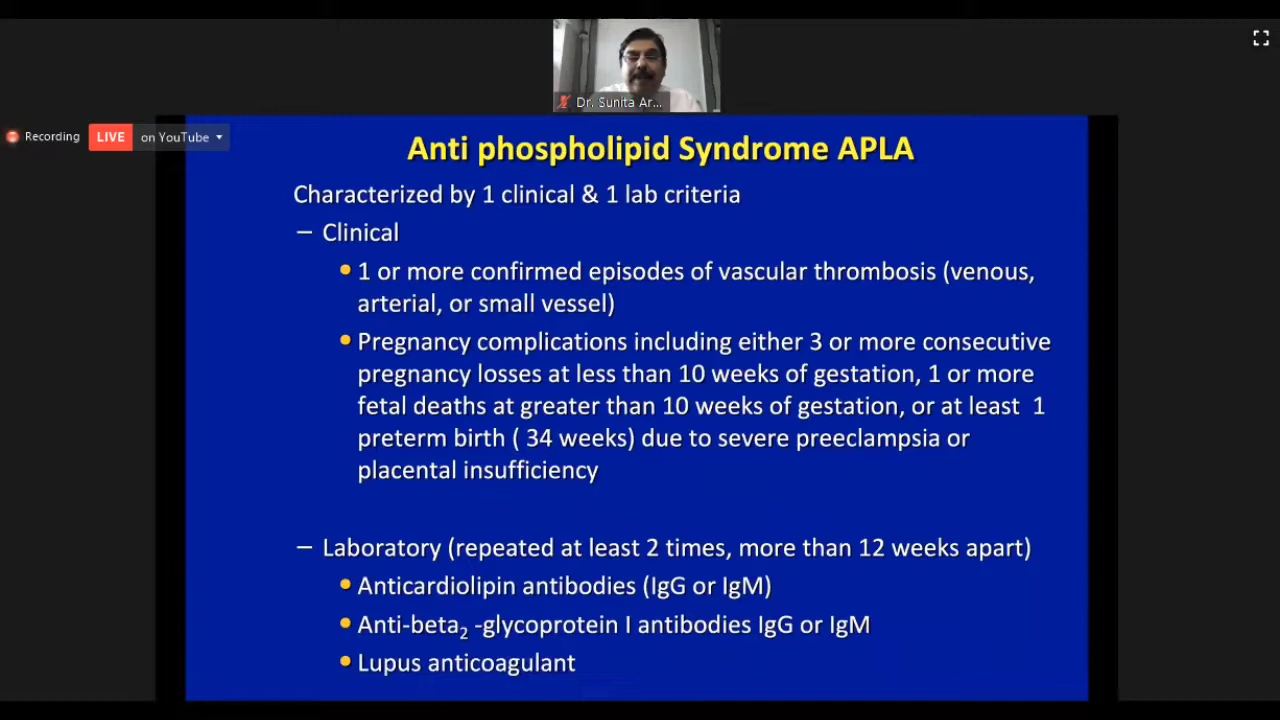 Dr. Sunita Ar...
Recording LIVE on YouTube
Anti phospholipid Syndrome APLA
Characterized by 1 clinical & 1 lab criteria
– Clinical
• 1 or more confirmed episodes of vascular thrombosis (venous,
arterial, or small vessel)
• Pregnancy complications including either 3 or more consecutive
pregnancy losses at less than 10 weeks of gestation, 1 or more
fetal deaths at greater than 10 weeks of gestation, or at least 1
preterm birth ( 34 weeks) due to severe preeclampsia or
placental insufficiency
– Laboratory (repeated at least 2 times, more than 12 weeks apart)
• Anticardiolipin antibodies (IgG or IgM)
• Anti-beta₂ -glycoprotein I antibodies IgG or IgM
• Lupus anticoagulant